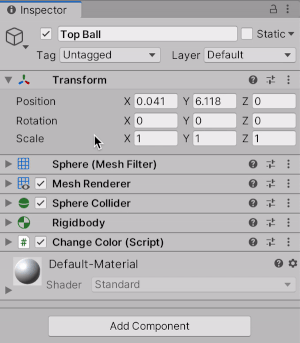 Inspector
Top Ball
Static
Tag Untagged Layer Default
Transform
Position X 0.041 Y 6.118 Z 0
Rotation X 0 Y 0 Z 0
Scale X 1 Y 1 Z 1
Sphere (Mesh Filter)
Mesh Renderer
Sphere Collider
Rigidbody
# Change Color (Script)
Default-Material
Shader Standard
Add Component